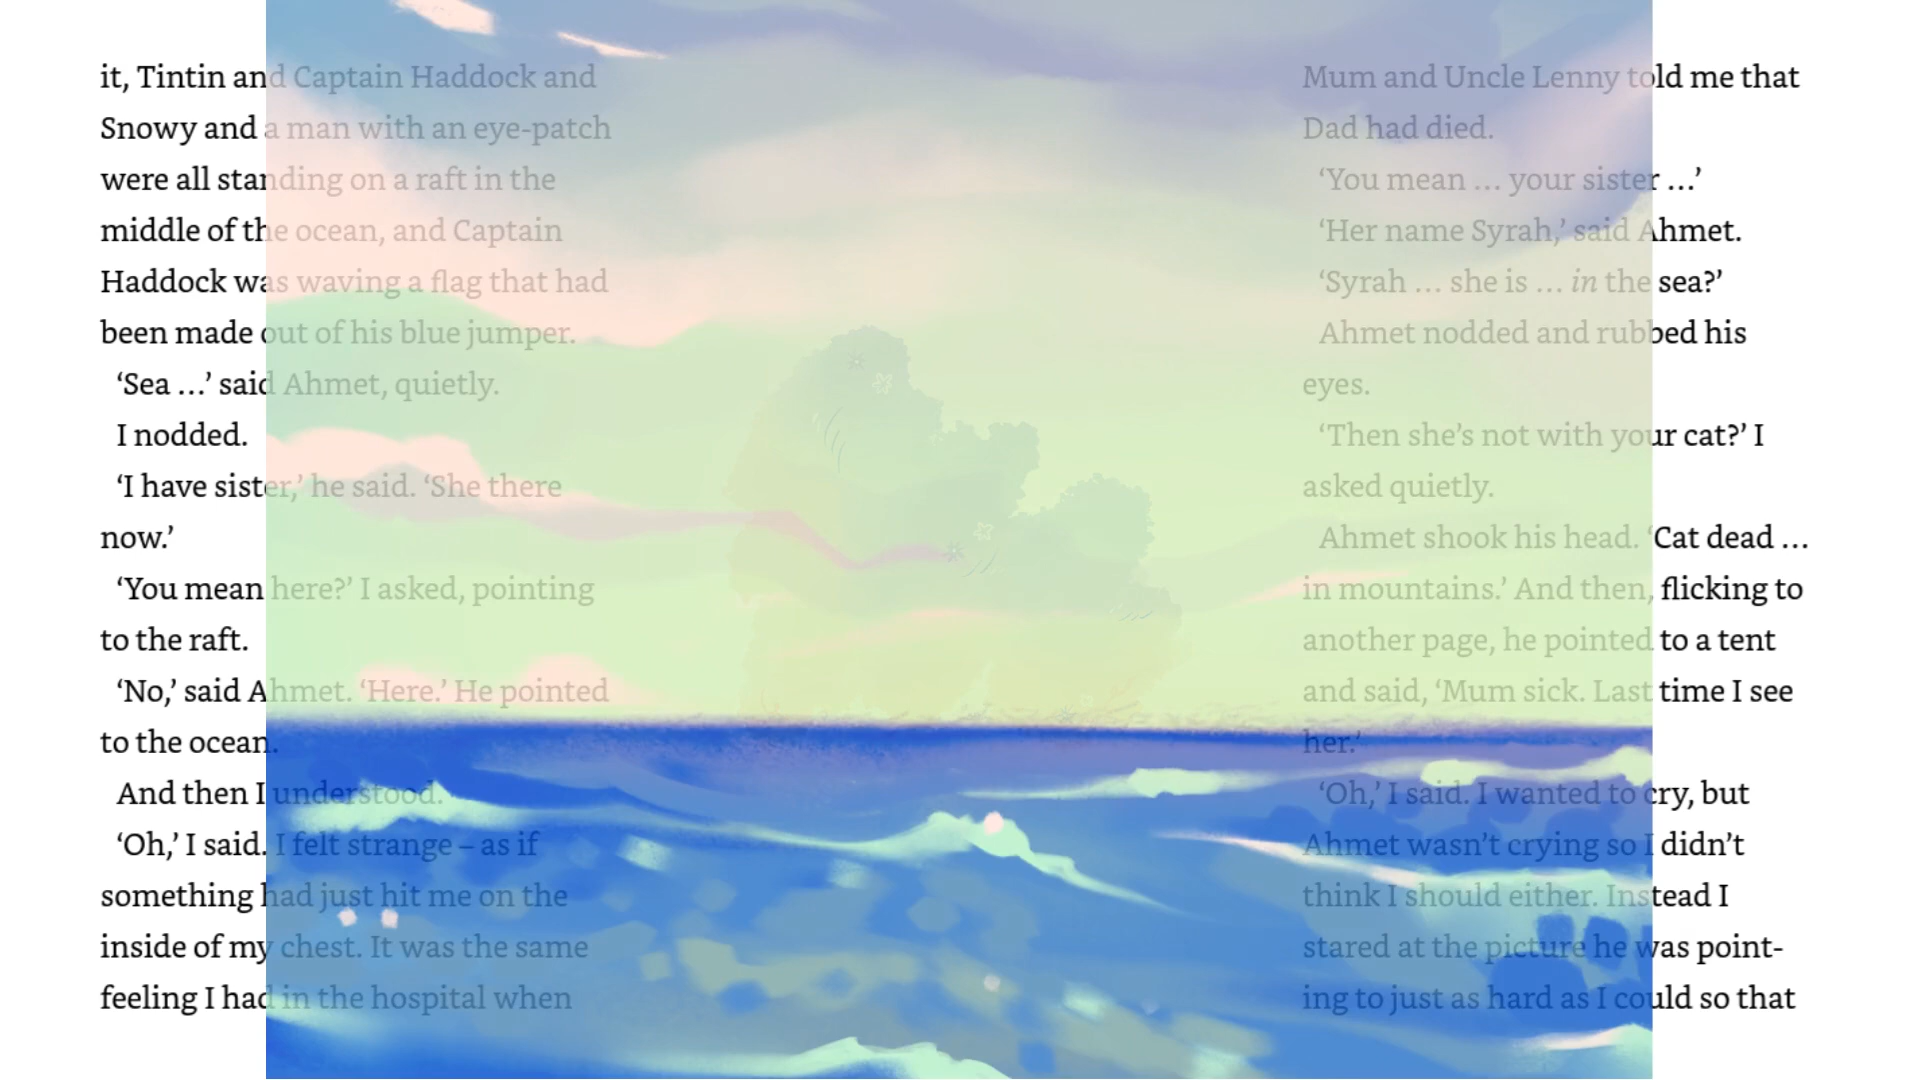 it, Tintin and Captain Haddock and
Snowy and a man with an eye-patch
were all standing on a raft in the
middle of the ocean, and Captain
Haddock was waving a flag that had
been made out of his blue jumper.
‘Sea …’ said Ahmet, quietly.
I nodded.
‘I have sister,’ he said. ‘She there
now.’
‘You mean here?’ I asked, pointing
to the raft.
‘No,’ said Ahmet. ‘Here.’ He pointed
to the ocean.
And then I understood.
‘Oh,’ I said. I felt strange – as if
something had just hit me on the
inside of my chest. It was the same
feeling I had in the hospital when
Mum and Uncle Lenny told me that
Dad had died.
‘You mean … your sister …’
‘Her name Syrah,’ said Ahmet.
‘Syrah … she is … in the sea?’
Ahmet nodded and rubbed his
eyes.
‘Then she’s not with your cat?’ I
asked quietly.
Ahmet shook his head. ‘Cat dead …
in mountains.’ And then, flicking to
another page, he pointed to a tent
and said, ‘Mum sick. Last time I see
her.’
‘Oh,’ I said. I wanted to cry, but
Ahmet wasn’t crying so I didn’t
think I should either. Instead I
stared at the picture he was point-
ing to just as hard as I could so that